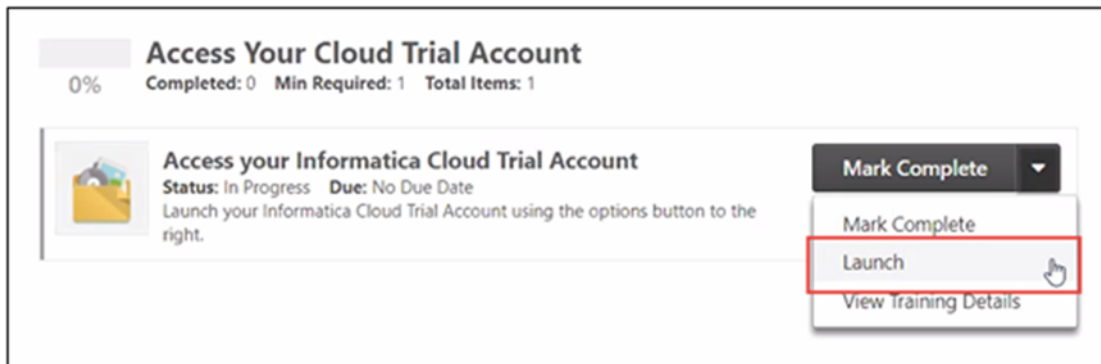 Access Your Cloud Trial Account
0%
Completed: 0 Min Required: 1 Total Items: 1
Access your Informatica Cloud Trial Account
Status: In Progress Due: No Due Date
Launch your Informatica Cloud Trial Account using the options button to the
right.
Mark Complete
Mark Complete
Launch
View Training Details